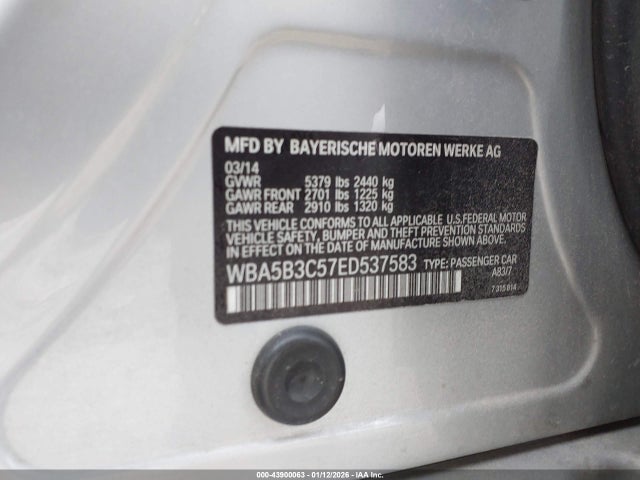 MFD BY BAYERISCHE MOTOREN WERKE AG
03/14
GVWR 5379 lbs 2440 kg
GAWR FRONT 2701 lbs 1225 kg
GAWR REAR 2910 lbs 1320 kg
THIS VEHICLE CONFORMS TO ALL APPLICABLE U.S.FEDERAL MOTOR
VEHICLE SAFETY, BUMPER AND THEFT PREVENTION STANDARDS
IN EFFECT ON THE DATE OF MANUFACTURE SHOWN ABOVE.
WBA5B3C57ED537583 TYPE: PASSENGER CAR
A83/7
7 315 814
000-43900063 - 01/12/2026 - IAA Inc.